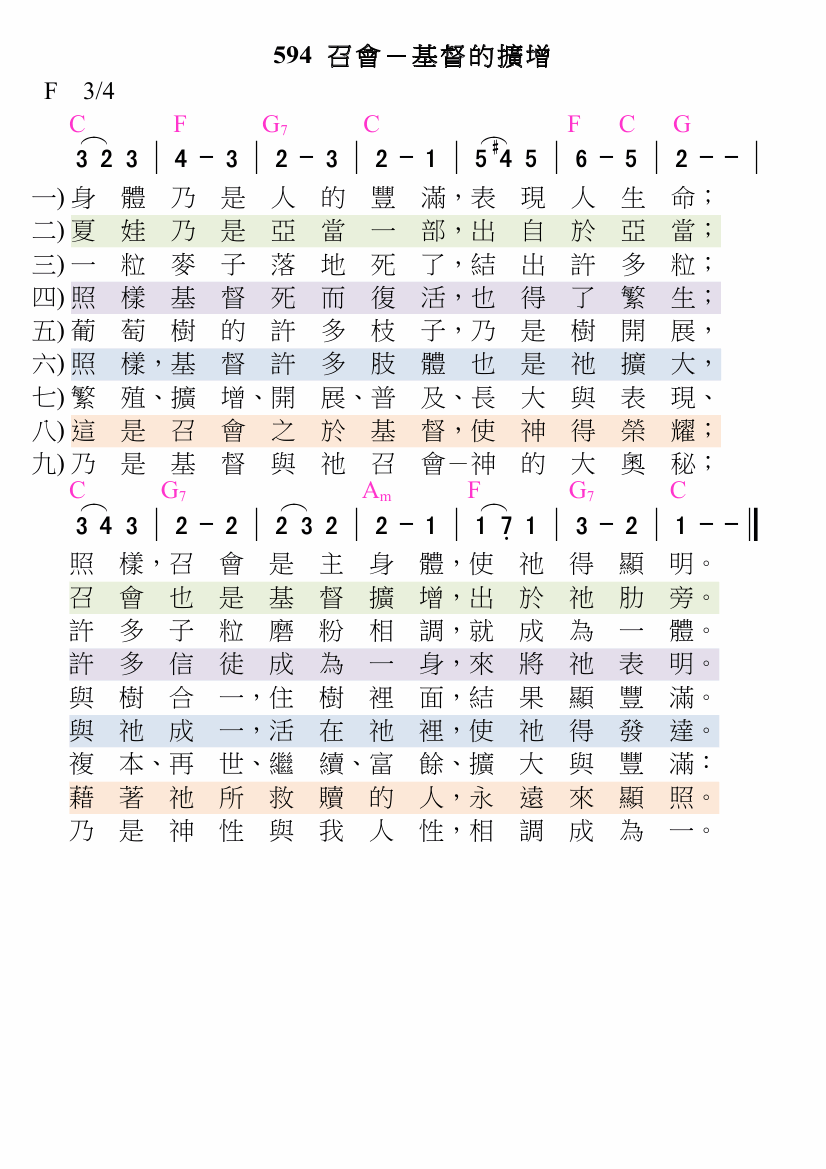 594 召會－基督的擴增
F 3/4
C F G7 C F C G
3 2 3 | 4 - 3 | 2 - 3 | 2 - 1 | 5 #4 5 | 6 - 5 | 2 - - |
一) 身體乃是人的豐滿，表現人生命；
二) 夏娃乃是亞當一部，出自於亞當；
三) 一粒麥子落地死了，結出許多粒；
四) 照樣基督死而復活，也得了繁生；
五) 葡萄樹的許多枝子，乃是樹開展，
六) 照樣，基督許多肢體也是祂擴大，
七) 繁殖、擴增、開展、普及、長大與表現、
八) 這是召會之於基督，使神得榮耀；
九) 乃是基督與祂召會－神的大奧秘；
C G7 Am F G7 C
3 4 3 | 2 - 2 | 2 3 2 | 2 - 1 | 1 7̣ 1 | 3 - 2 | 1 - - ||
照樣，召會是主身體，使祂得顯明。
召會也是基督擴增，出於祂肋旁。
許多子粒磨粉相調，就成為一體。
許多信徒成為一身，來將祂表明。
與樹合一，住樹裡面，結果顯豐滿。
與祂成一，活在祂裡，使祂得發達。
複本、再世、繼續、富餘、擴大與豐滿：
藉著祂所救贖的人，永遠來顯照。
乃是神性與我人性，相調成為一。